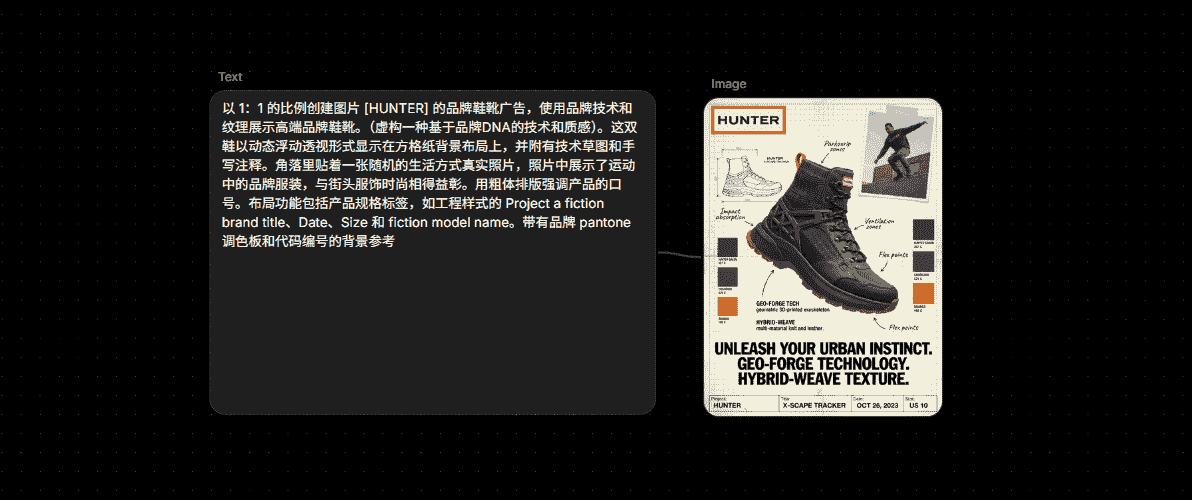 Text
以 1：1 的比例创建图片 [HUNTER] 的品牌鞋靴广告，使用品牌技术和
纹理展示高端品牌鞋靴。（虚构一种基于品牌DNA的技术和质感）。这双
鞋以动态浮动透视形式显示在方格纸背景布局上，并附有技术草图和手
写注释。角落里贴着一张随机的生活方式真实照片，照片中展示了运动
中的品牌服装，与街头服饰时尚相得益彰。用粗体排版强调产品的口
号。布局功能包括产品规格标签，如工程样式的 Project a fiction
brand title、Date、Size 和 fiction model name。带有品牌 pantone
调色板和代码编号的背景参考
Image
HUNTER
HUNTER
zones
Impact
absorption
Ventilation
zones
Flex points
GEO-FORGE TECH
geometric 3D-printed exoskeleton
HYBRID-WEAVE
multi-material knit and leather.
Flex points
UNLEASH YOUR URBAN INSTINCT.
GEO-FORGE TECHNOLOGY.
HYBRID-WEAVE TEXTURE.
Project:
HUNTER
Title
X-SCAPE TRACKER
Date:
OCT 26, 2023
Size:
US 10